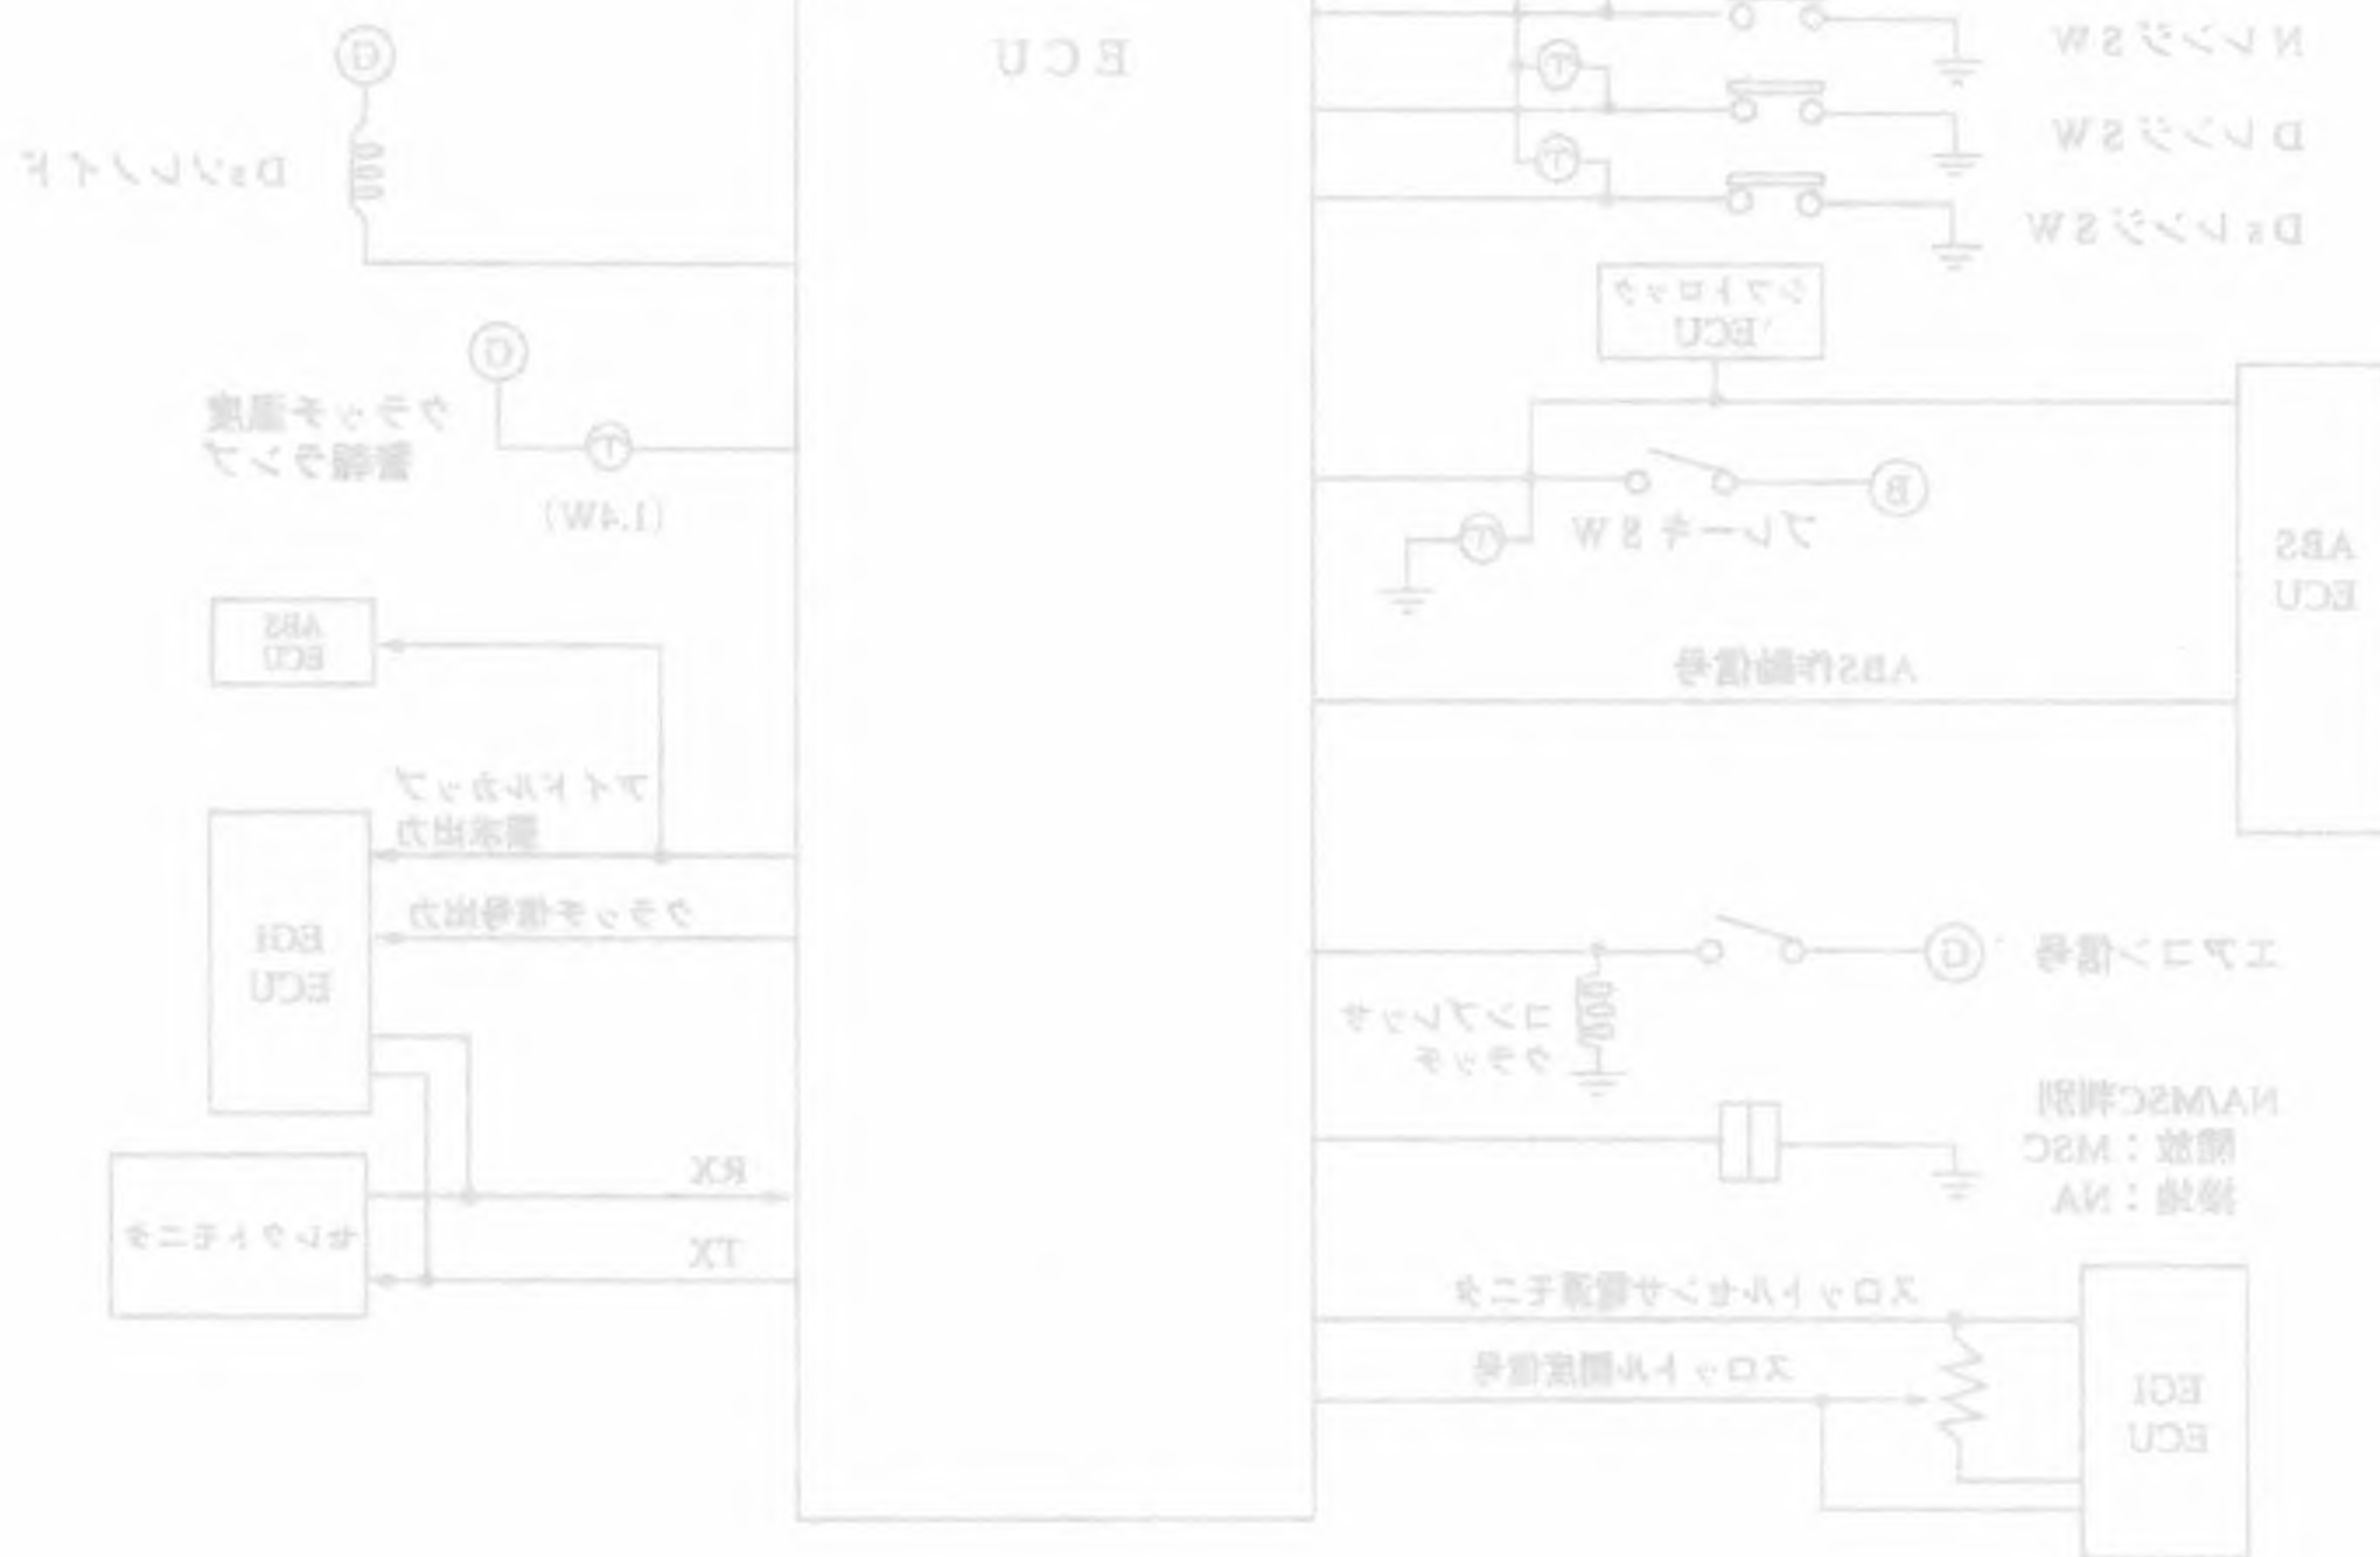 Nレンジ S W
E C U
Dレンジ S W
Dsレンジ S W
シフトロック
ECU
ブレーキ S W
ABS
ECU
ABS作動信号
エアコン信号
コンプレッサ
クラッチ
NA/MSC判別
開放：MSC
接地：NA
スロットルセンサ電源モニタ
スロットル開度信号
EGI
ECU
G
Dsソレノイド
G
クラッチ温度
警報ランプ
T
(1.4W)
ABS
ECU
アイドルカップ
要求出力
クラッチ信号出力
EGi
ECU
RX
TX
セレクトモニタ
T
T
T
B
G